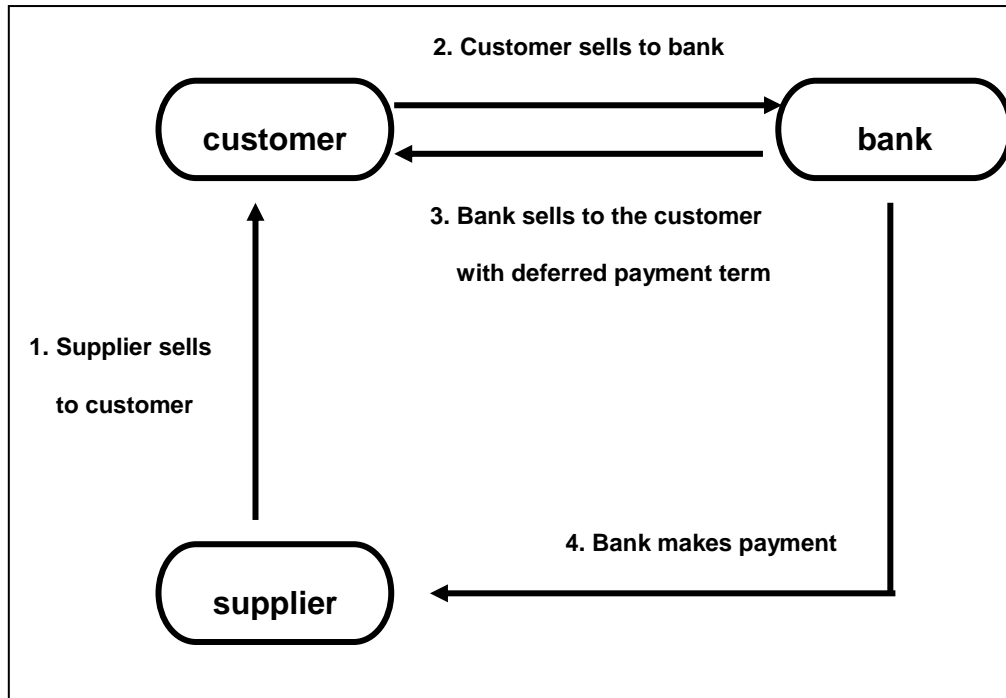 2. Customer sells to bank
customer
bank
3. Bank sells to the customer
with deferred payment term
1. Supplier sells
to customer
4. Bank makes payment
supplier